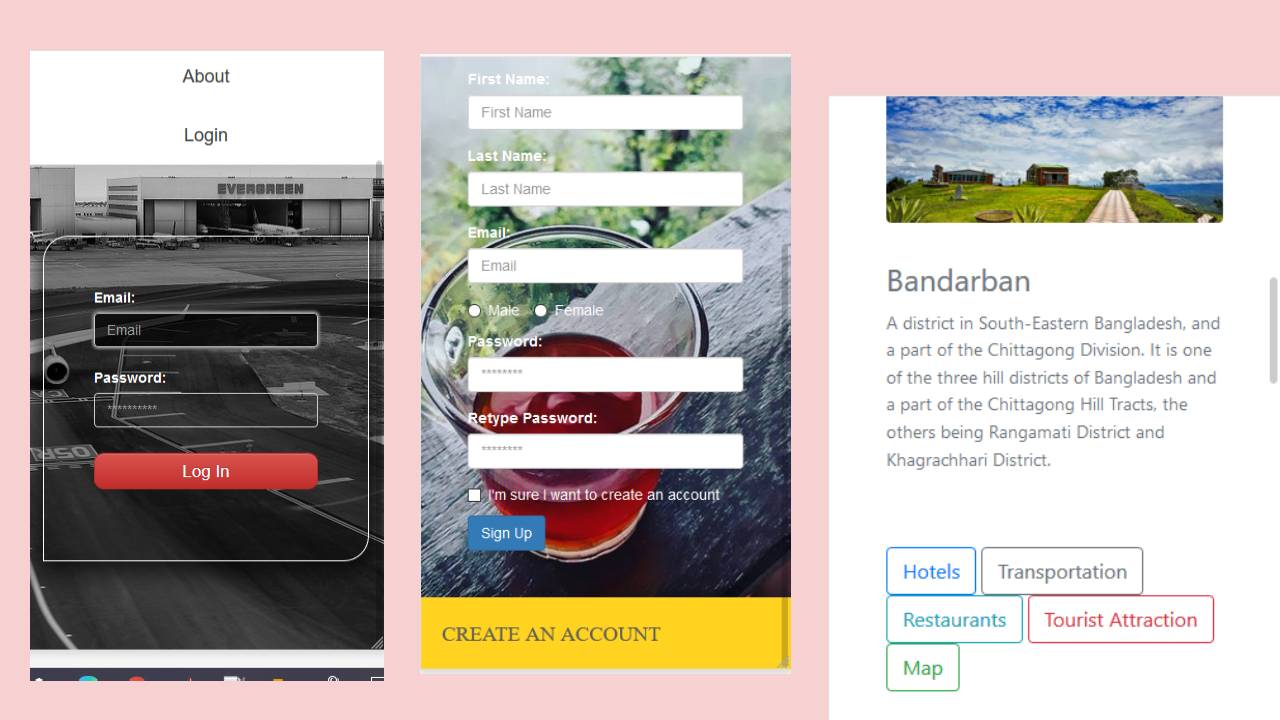 About
Login
EVERGREEN
Email:
Email
Password:
**********
Log In
First Name:
First Name
Last Name:
Last Name
Email:
Email
Male Female
Password:
********
Retype Password:
********
I'm sure I want to create an account
Sign Up
CREATE AN ACCOUNT
Bandarban
A district in South-Eastern Bangladesh, and
a part of the Chittagong Division. It is one
of the three hill districts of Bangladesh and
a part of the Chittagong Hill Tracts, the
others being Rangamati District and
Khagrachhari District.
Hotels Transportation
Restaurants Tourist Attraction
Map